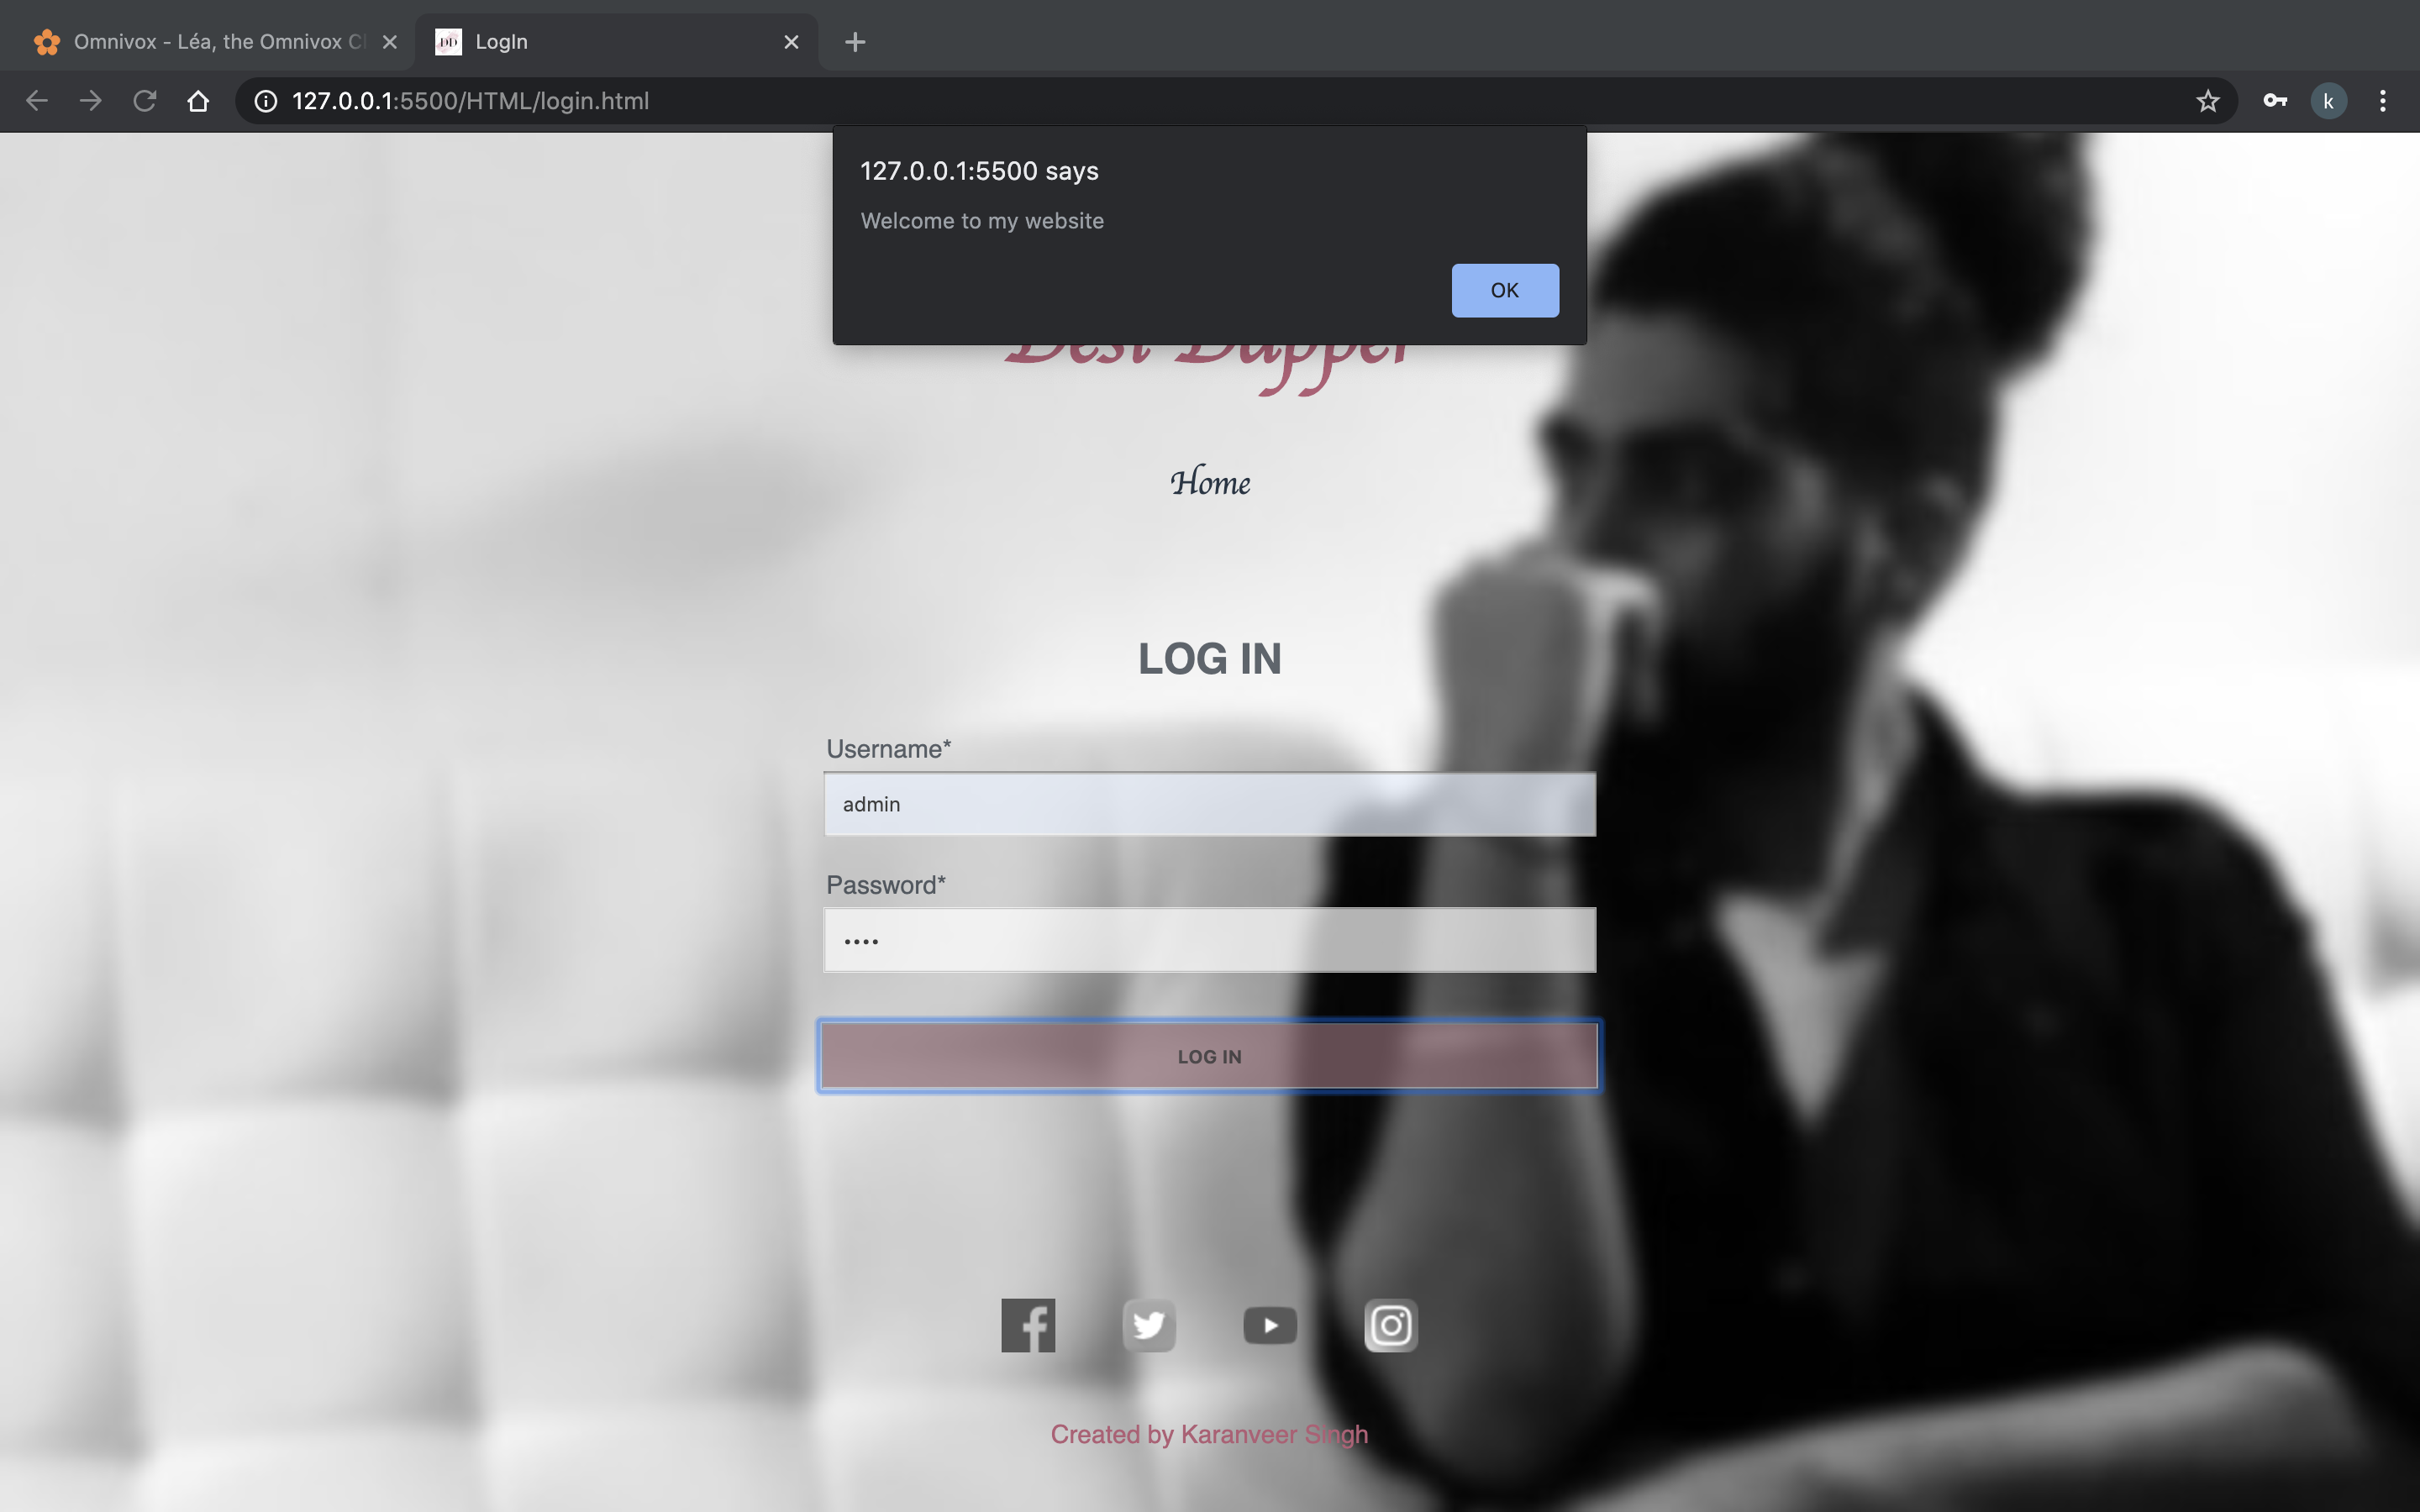 Omnivox - Léa, the Omnivox Cl
DD LogIn
127.0.0.1:5500/HTML/login.html
k
127.0.0.1:5500 says
Welcome to my website
OK
Home
LOG IN
Username*
admin
Password*
••••
LOG IN
Created by Karanveer Singh